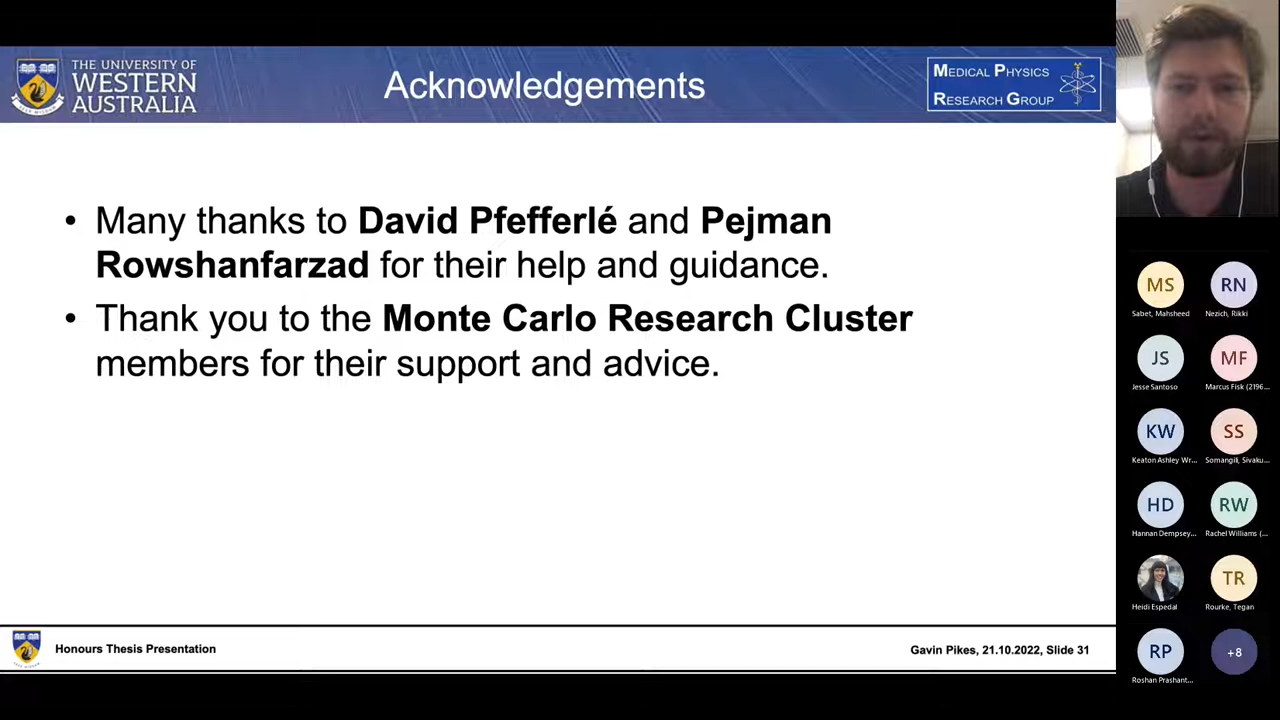 THE UNIVERSITY OF
WESTERN
AUSTRALIA
Acknowledgements
MEDICAL PHYSICS
RESEARCH GROUP
• Many thanks to David Pfefferlé and Pejman
Rowshanfarzad for their help and guidance.
• Thank you to the Monte Carlo Research Cluster
members for their support and advice.
Honours Thesis Presentation
Gavin Pikes, 21.10.2022, Slide 31
MS
Sabet, Mahsheed
RN
Nezich, Rikki
JS
Jesse Santoso
MF
Marcus Fisk (2196...
KW
Keaton Ashley Wr...
SS
Somangili, Sivaku...
HD
Hannan Dempsey...
RW
Rachel Williams (...
Heidi Espedal
TR
Rourke, Tegan
RP
Roshan Prashant...
+8